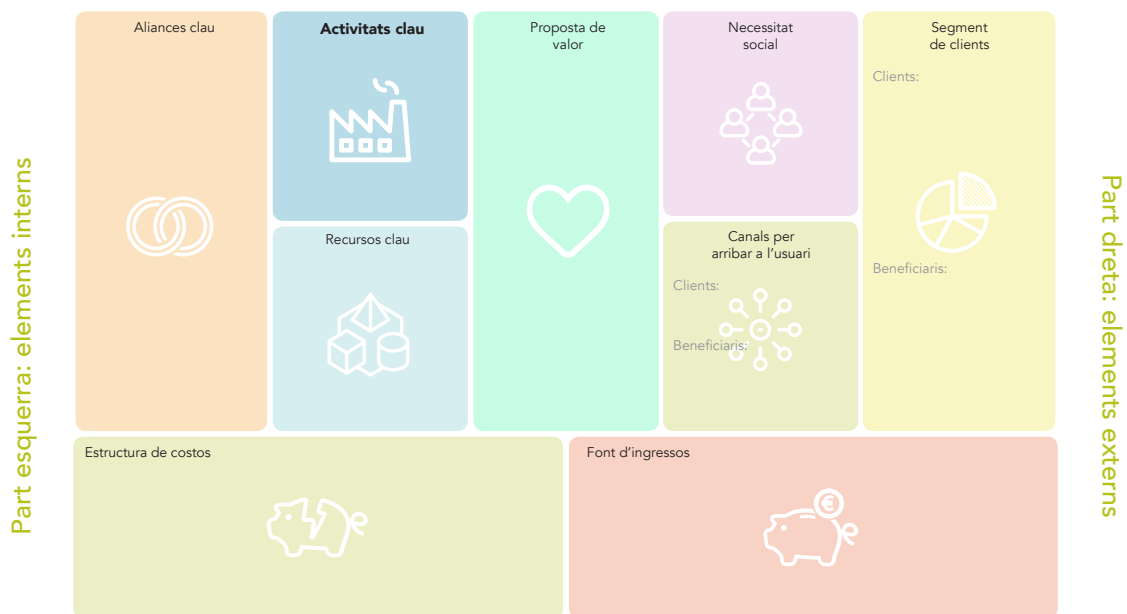 Part esquerra: elements interns
Aliances clau
Activitats clau
Recursos clau
Proposta de
valor
Necessitat
social
Canals per
arribar a l’usuari
Clients:
Beneficiaris:
Segment
de clients
Clients:
Beneficiaris:
Estructura de costos
Font d’ingressos
Part dreta: elements externs